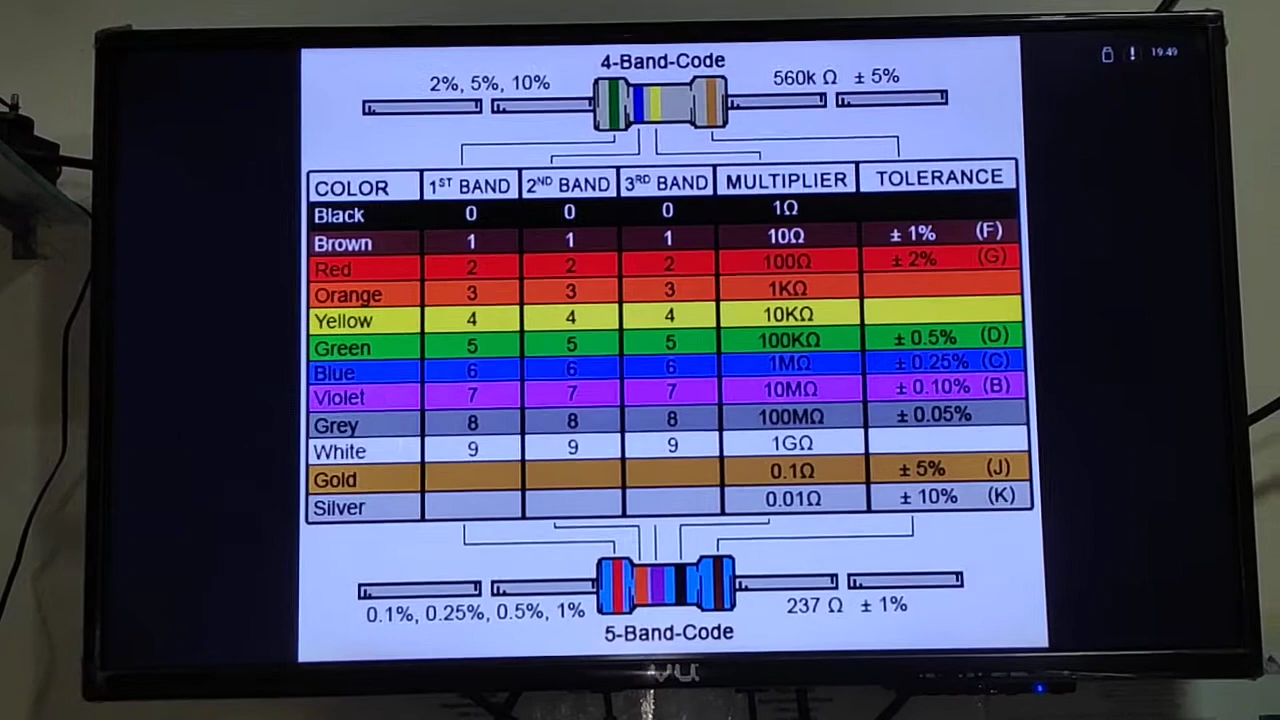 19.49
4-Band-Code
2%, 5%, 10%
560k Ω ± 5%
COLOR 1ST BAND 2ND BAND 3RD BAND MULTIPLIER TOLERANCE
Black 0 0 0 1Ω
Brown 1 1 1 10Ω ± 1% (F)
Red 2 2 2 100Ω ± 2% (G)
Orange 3 3 3 1KΩ
Yellow 4 4 4 10KΩ
Green 5 5 5 100KΩ ± 0.5% (D)
Blue 6 6 6 1MΩ ± 0.25% (C)
Violet 7 7 7 10MΩ ± 0.10% (B)
Grey 8 8 8 100MΩ ± 0.05%
White 9 9 9 1GΩ
Gold 0.1Ω ± 5% (J)
Silver 0.01Ω ± 10% (K)
0.1%, 0.25%, 0.5%, 1%
237 Ω ± 1%
5-Band-Code
VU